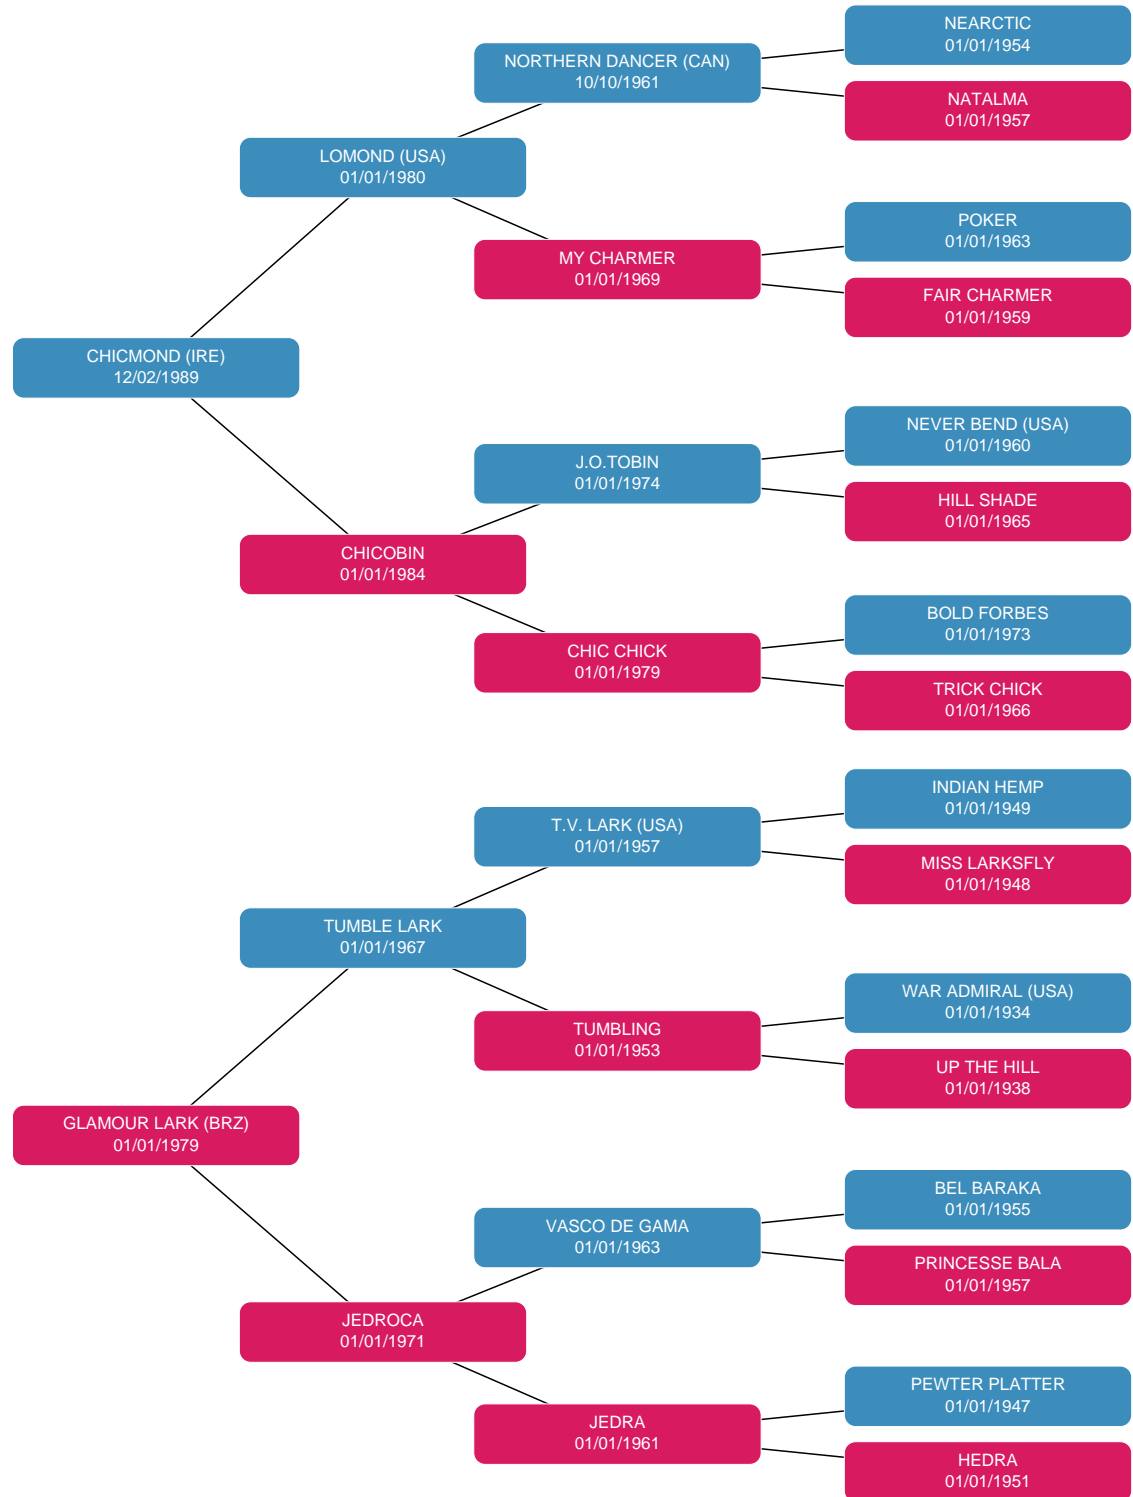 NEARCTIC
01/01/1954
NORTHERN DANCER (CAN)
10/10/1961
NATALMA
01/01/1957
LOMOND (USA)
01/01/1980
POKER
01/01/1963
MY CHARMER
01/01/1969
FAIR CHARMER
01/01/1959
CHICMOND (IRE)
12/02/1989
NEVER BEND (USA)
01/01/1960
J.O.TOBIN
01/01/1974
HILL SHADE
01/01/1965
CHICOBIN
01/01/1984
BOLD FORBES
01/01/1973
CHIC CHICK
01/01/1979
TRICK CHICK
01/01/1966
INDIAN HEMP
01/01/1949
T.V. LARK (USA)
01/01/1957
MISS LARKSFLY
01/01/1948
TUMBLE LARK
01/01/1967
WAR ADMIRAL (USA)
01/01/1934
TUMBLING
01/01/1953
UP THE HILL
01/01/1938
GLAMOUR LARK (BRZ)
01/01/1979
BEL BARAKA
01/01/1955
VASCO DE GAMA
01/01/1963
PRINCESSE BALA
01/01/1957
JEDROCA
01/01/1971
PEWTER PLATTER
01/01/1947
JEDRA
01/01/1961
HEDRA
01/01/1951